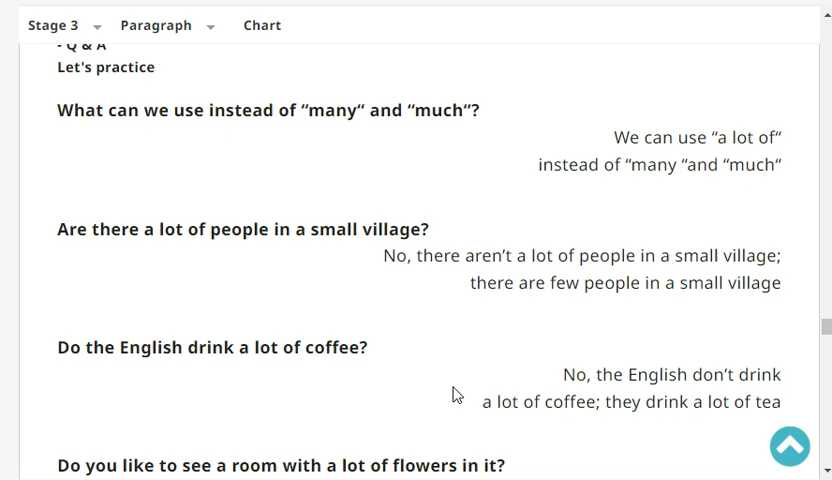 Stage 3
Paragraph
Chart
- Q & A
Let's practice
What can we use instead of “many“ and “much“?
We can use “a lot of“
instead of “many “and “much“
Are there a lot of people in a small village?
No, there aren’t a lot of people in a small village;
there are few people in a small village
Do the English drink a lot of coffee?
No, the English don’t drink
a lot of coffee; they drink a lot of tea
Do you like to see a room with a lot of flowers in it?